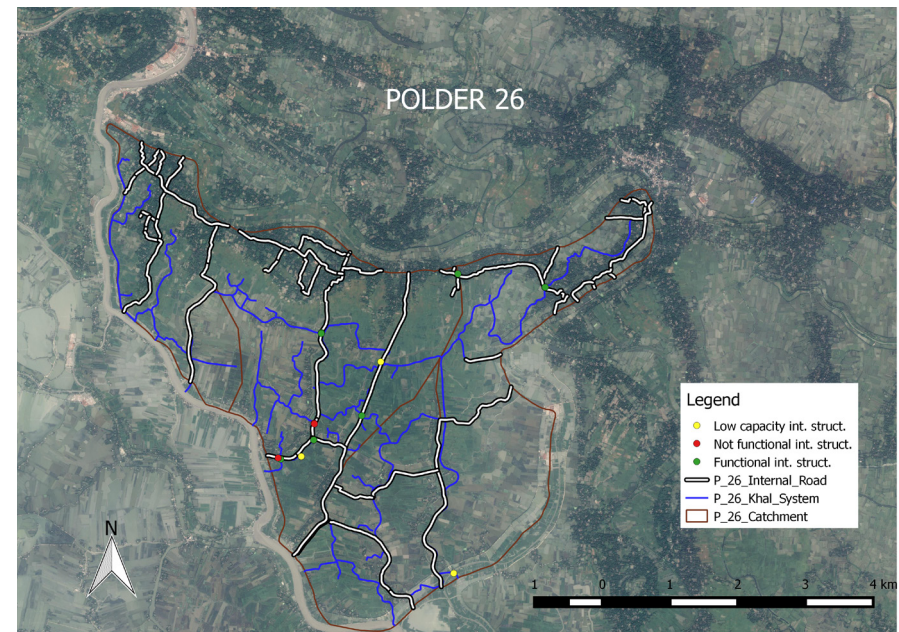 POLDER 26
Legend
Low capacity int. struct.
Not functional int. struct.
Functional int. struct.
P_26_Internal_Road
P_26_Khal_System
P_26_Catchment
N
1 0 1 2 3 4 km